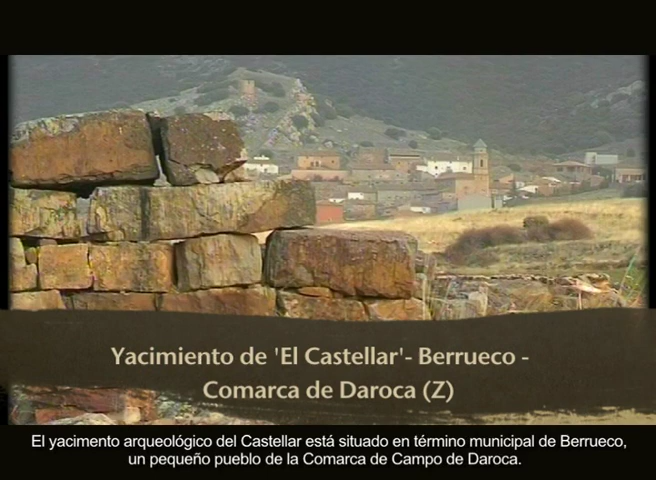 Yacimiento de 'El Castellar'- Berrueco -
Comarca de Daroca (Z)
El yacimento arqueológico del Castellar está situado en término municipal de Berrueco,
un pequeño pueblo de la Comarca de Campo de Daroca.